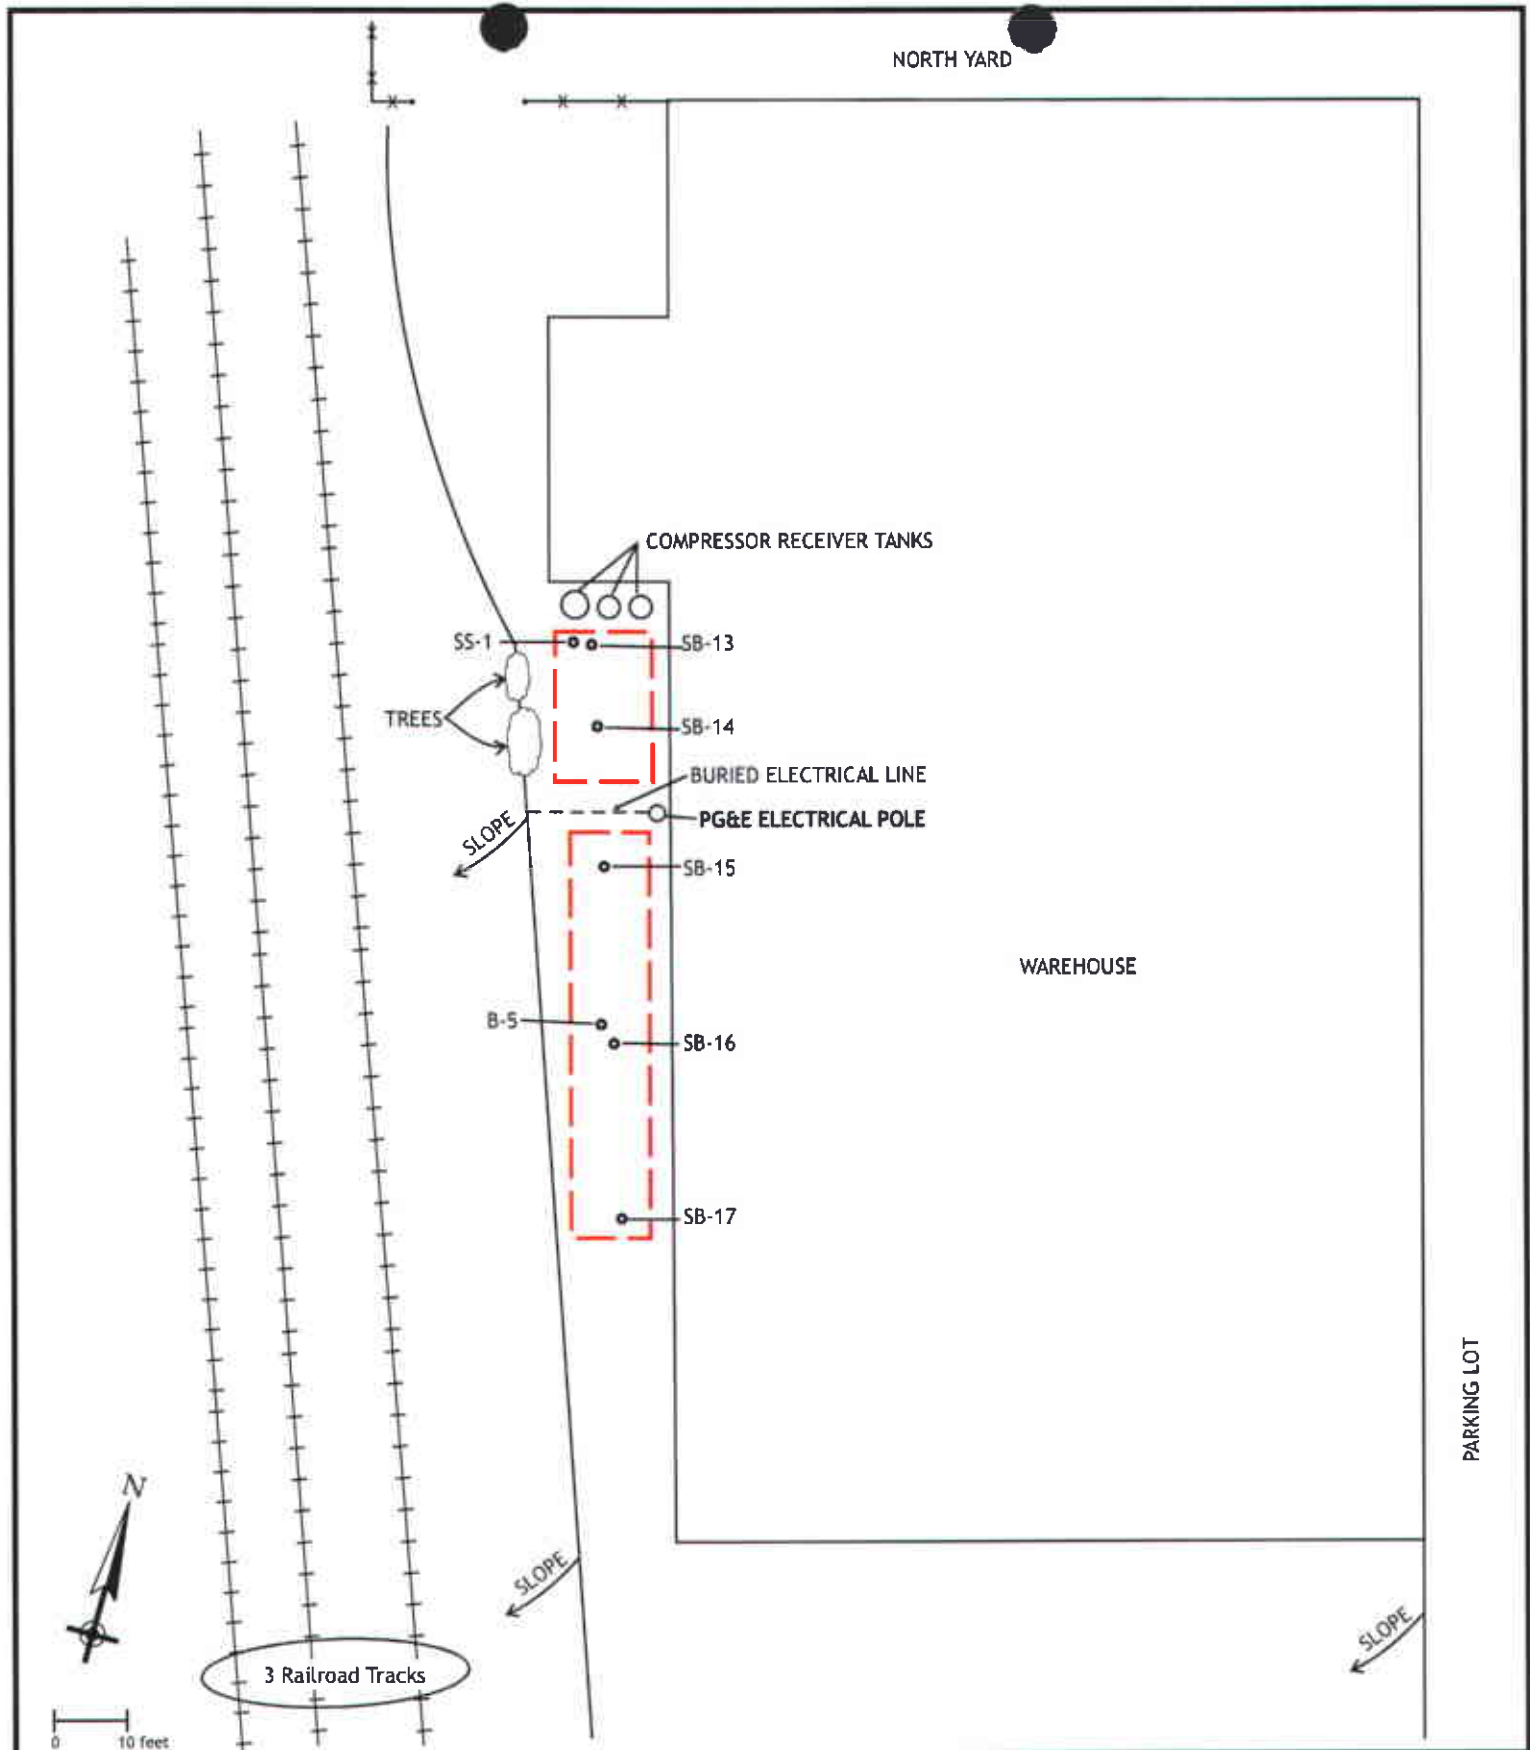 NORTH YARD
COMPRESSOR RECEIVER TANKS
SS-1
SB-13
TREES
SB-14
BURIED ELECTRICAL LINE
PG&E ELECTRICAL POLE
SLOPE
SB-15
WAREHOUSE
B-5
SB-16
SB-17
PARKING LOT
N
SLOPE
SLOPE
3 Railroad Tracks
0 10 feet